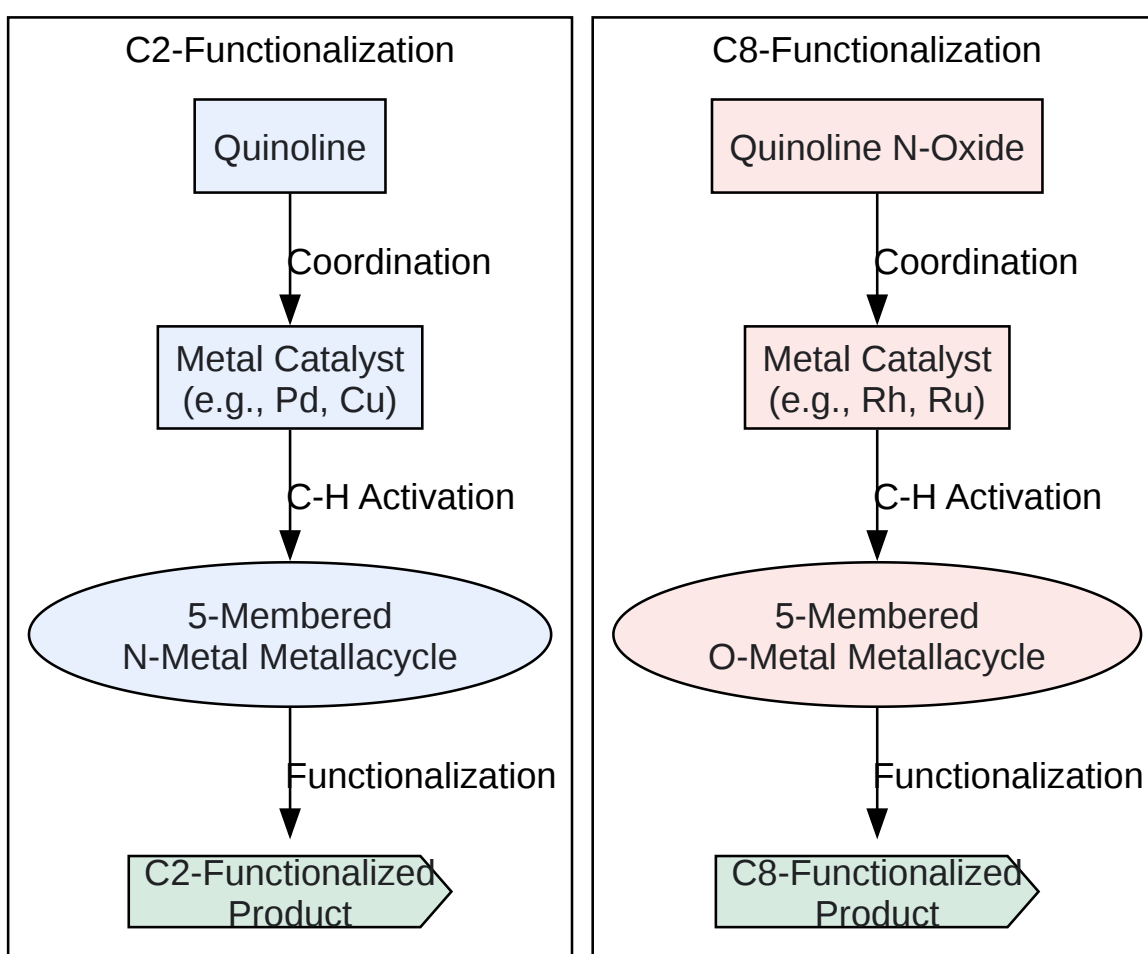 C2-Functionalization
Quinoline
Coordination
Metal Catalyst
(e.g., Pd, Cu)
C-H Activation
5-Membered
N-Metal Metallacycle
Functionalization
C2-Functionalized
Product
C8-Functionalization
Quinoline N-Oxide
Coordination
Metal Catalyst
(e.g., Rh, Ru)
C-H Activation
5-Membered
O-Metal Metallacycle
Functionalization
C8-Functionalized
Product